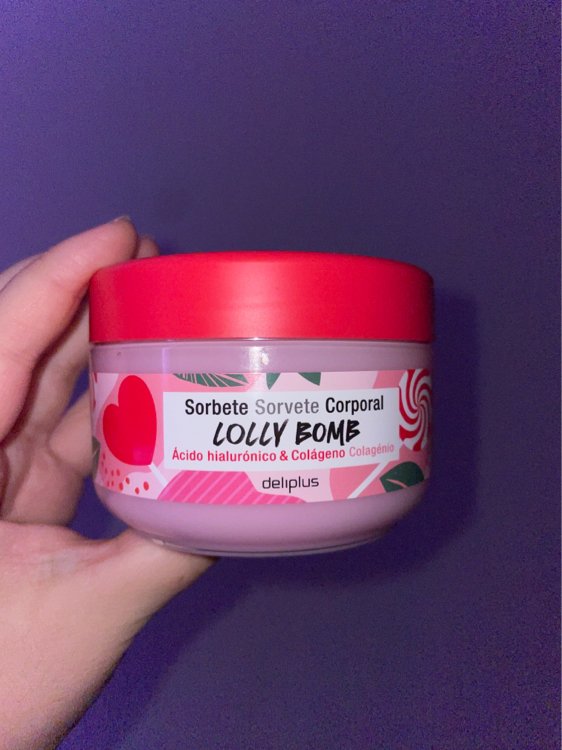 Sorbete Sorvete Corporal
LOLLY BOMB
Ácido hialurónico & Colágeno Colagénio
deliplus